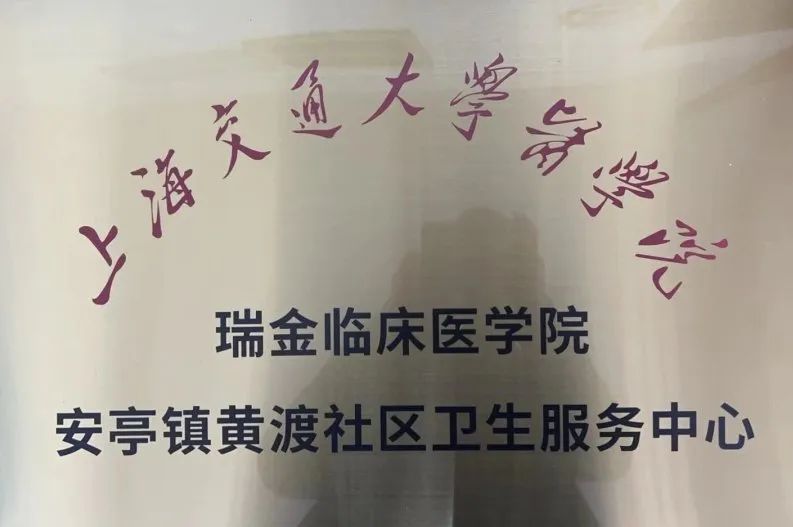 上海交通大學醫學院
瑞金临床医学院
安亭镇黄渡社区卫生服务中心